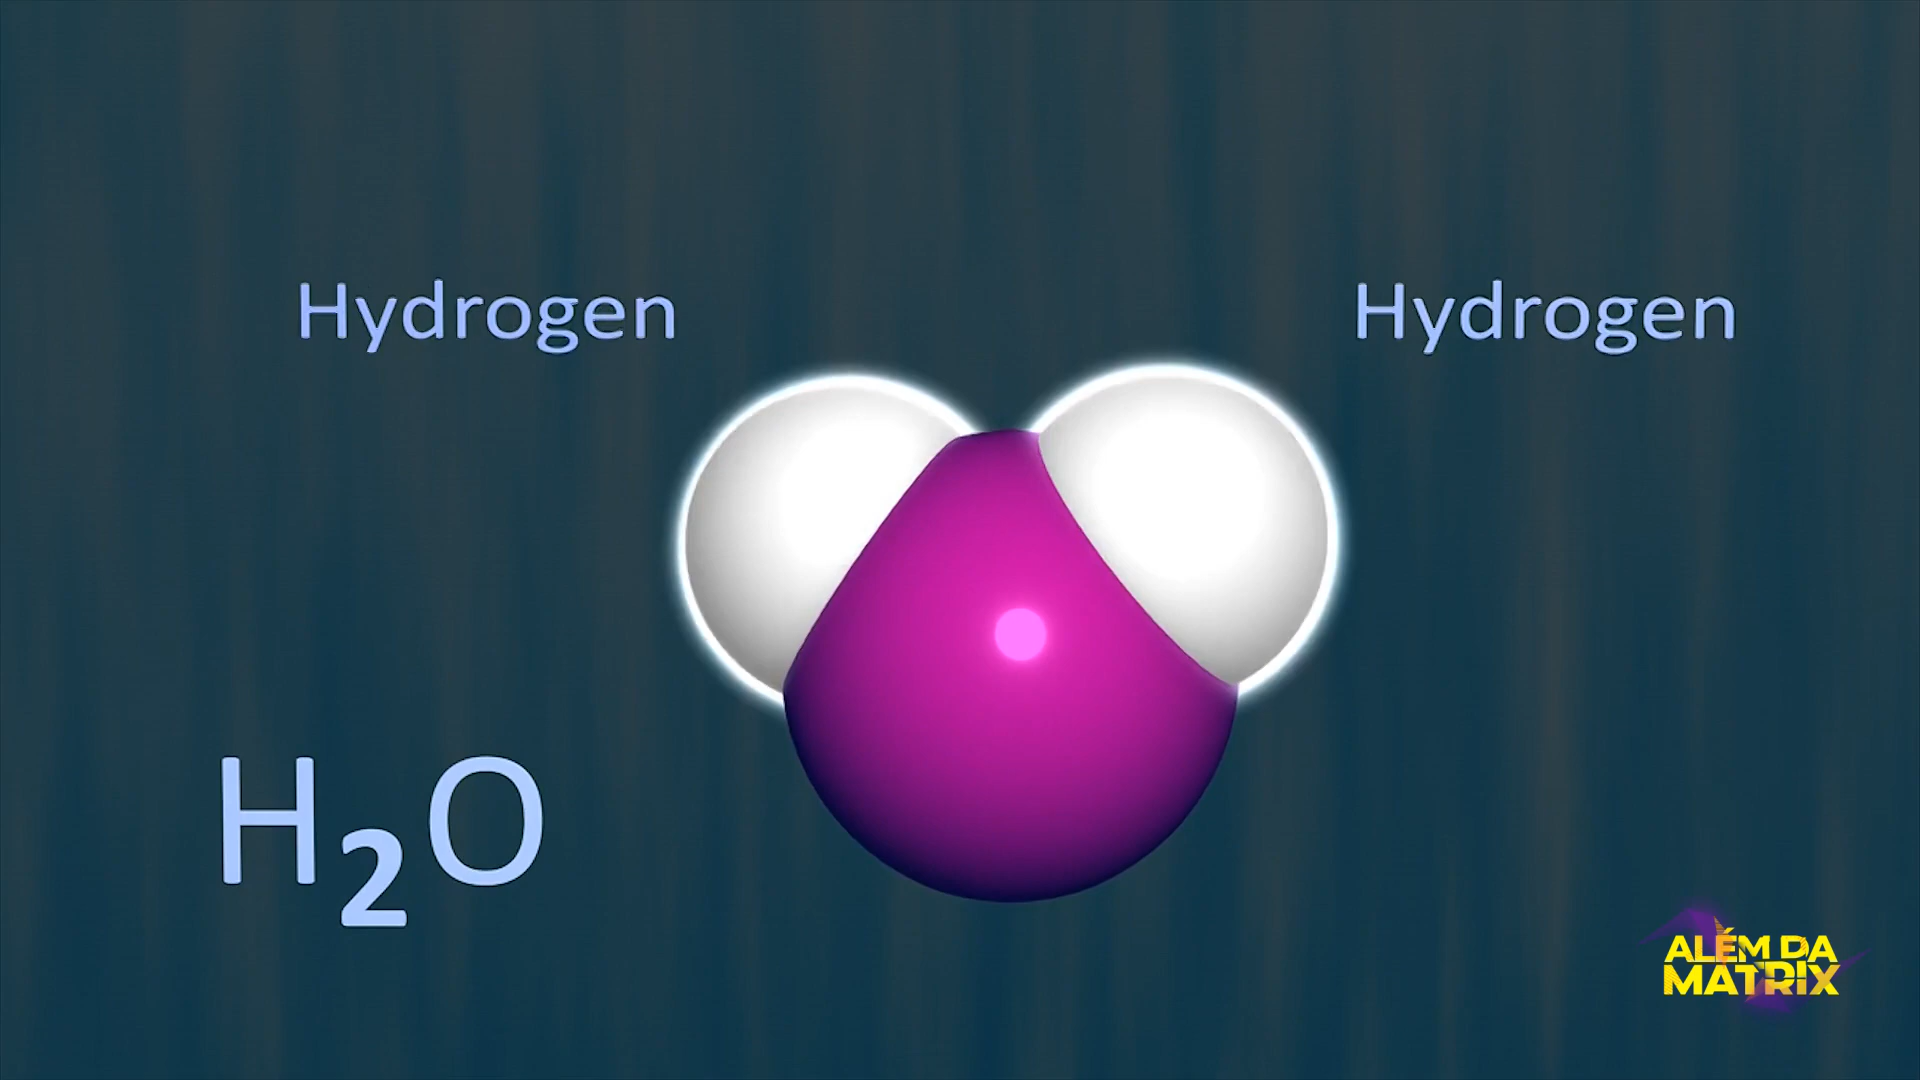 Hydrogen
Hydrogen
H₂O
ALÉM DA
MATRIX